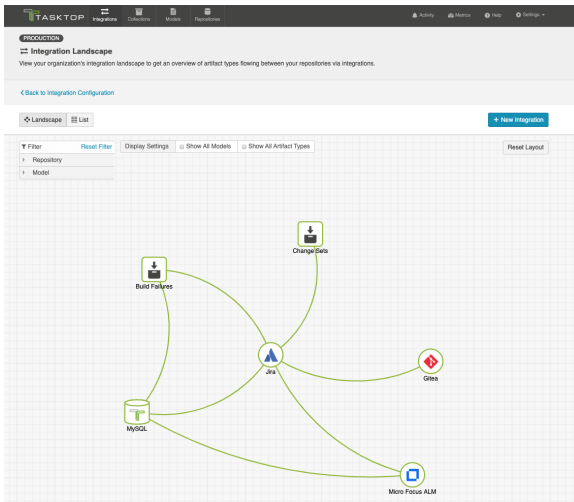 TASKTOP
Integrations
Collections
Models
Repositories
Activity
Metrics
Help
Settings
PRODUCTION
Integration Landscape
View your organization's integration landscape to get an overview of artifact types flowing between your repositories via integrations.
Back to Integration Configuration
Landscape
List
+ New Integration
Filter
Reset Filter
Display Settings
Show All Models
Show All Artifact Types
Reset Layout
Repository
Model
Change Sets
Build Failures
Jira
Gitea
MySQL
Micro Focus ALM